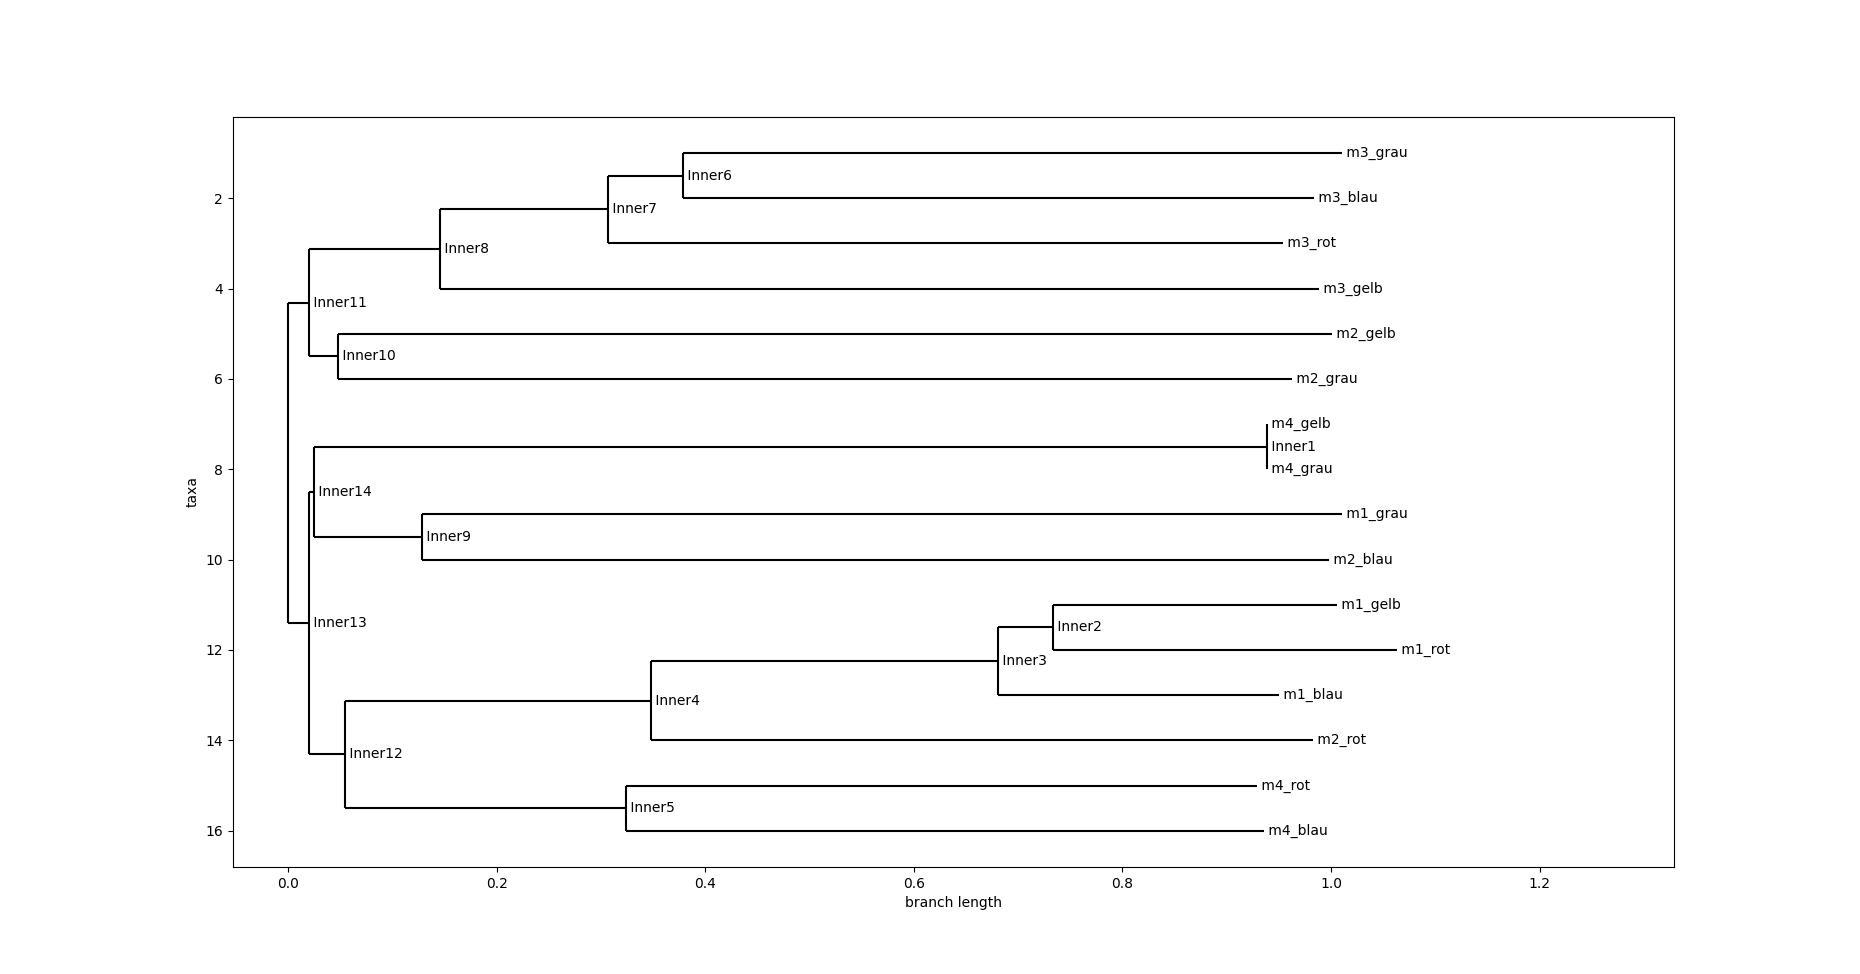 m3_grau
Inner6
m3_blau
2
Inner7
m3_rot
Inner8
4
m3_gelb
Inner11
m2_gelb
Inner10
6
m2_grau
m4_gelb
Inner1
8
m4_grau
taxa
Inner14
m1_grau
Inner9
10
m2_blau
m1_gelb
Inner13
Inner2
12
m1_rot
Inner3
m1_blau
Inner4
14
m2_rot
Inner12
m4_rot
Inner5
16
m4_blau
0.0 0.2 0.4 0.6 0.8 1.0 1.2
branch length